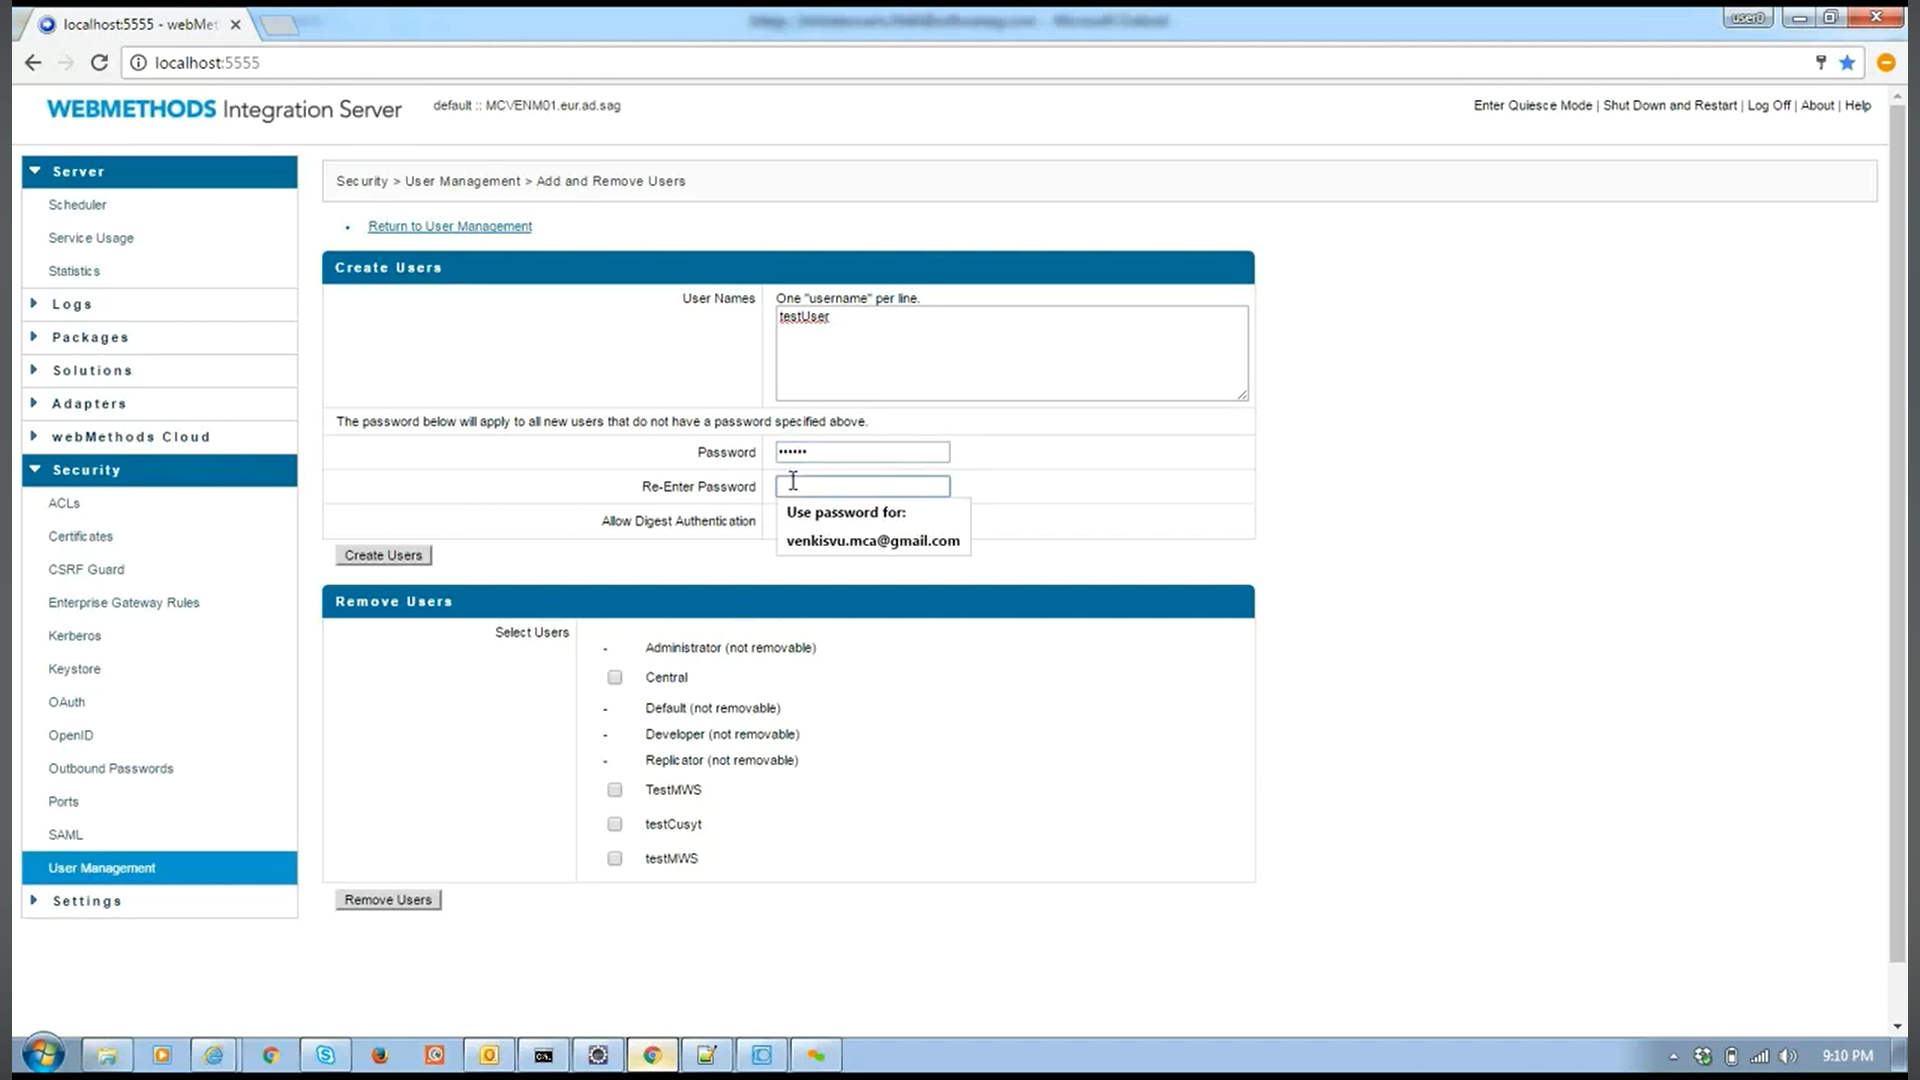 localhost:5555 - webMet
user0
localhost:5555
WEBMETHODS Integration Server
default :: MCVENM01.eur.ad.sag
Enter Quiesce Mode | Shut Down and Restart | Log Off | About | Help
Server
Scheduler
Service Usage
Statistics
Logs
Packages
Solutions
Adapters
webMethods Cloud
Security
ACLs
Certificates
CSRF Guard
Enterprise Gateway Rules
Kerberos
Keystore
OAuth
OpenID
Outbound Passwords
Ports
SAML
User Management
Settings
Security > User Management > Add and Remove Users
Return to User Management
Create Users
User Names
One "username" per line.
testUser
The password below will apply to all new users that do not have a password specified above.
Password
••••••
Re-Enter Password
Use password for:
venkisvu.mca@gmail.com
Allow Digest Authentication
Create Users
Remove Users
Select Users
- Administrator (not removable)
Central
- Default (not removable)
- Developer (not removable)
- Replicator (not removable)
TestMWS
testCusyt
testMWS
Remove Users
9:10 PM